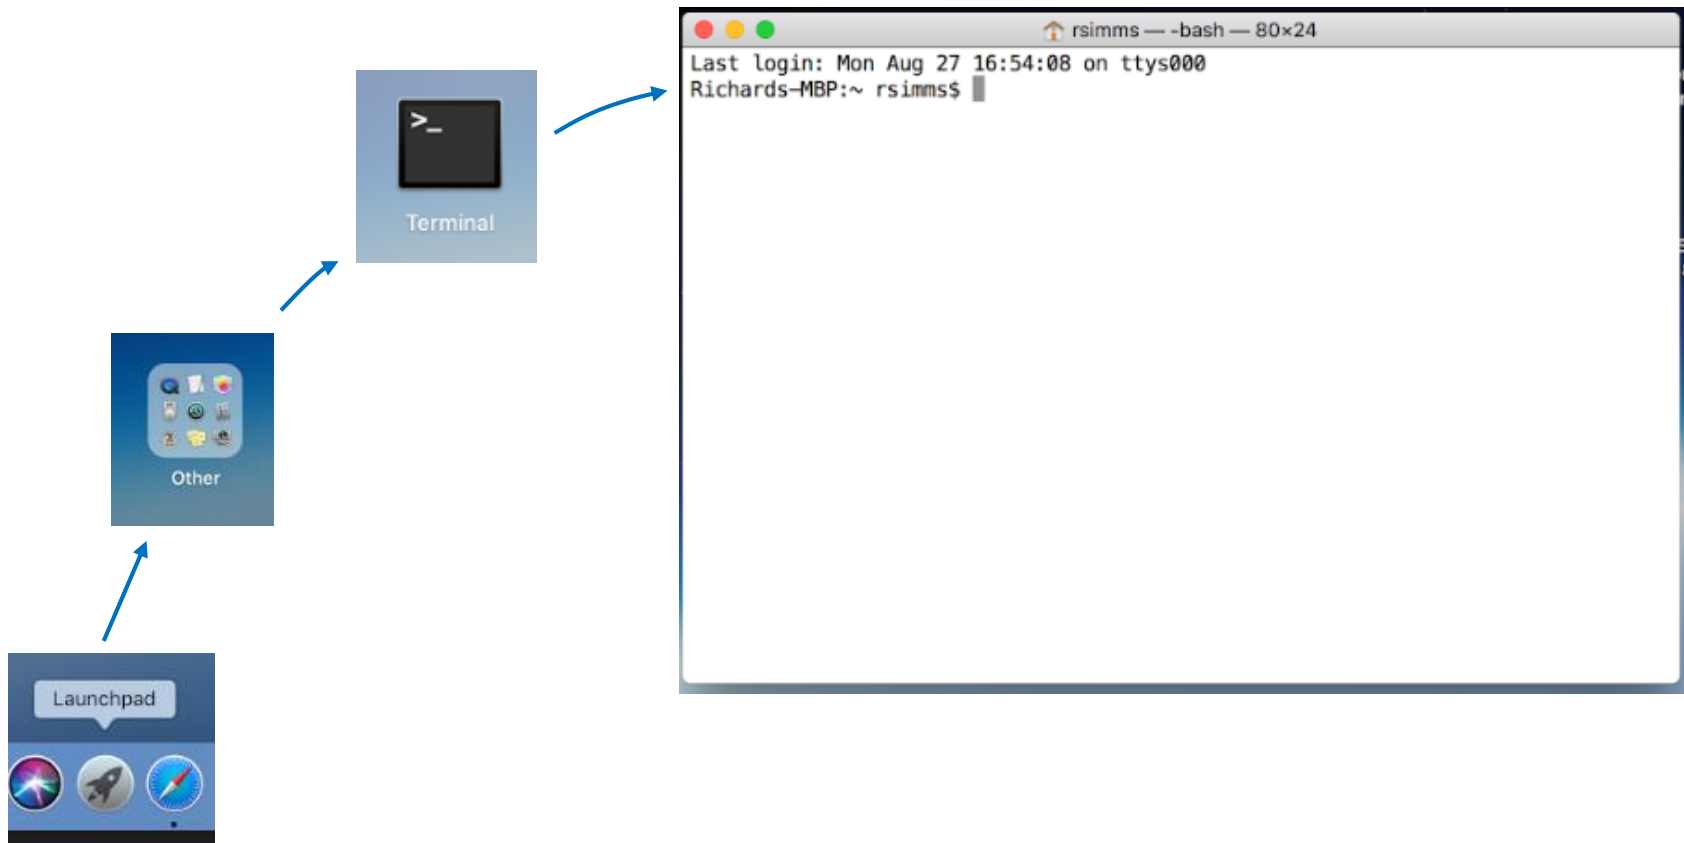 rsimms — -bash — 80×24
Last login: Mon Aug 27 16:54:08 on ttys000
Richards-MBP:~ rsimms$
>_
Terminal
Other
Launchpad